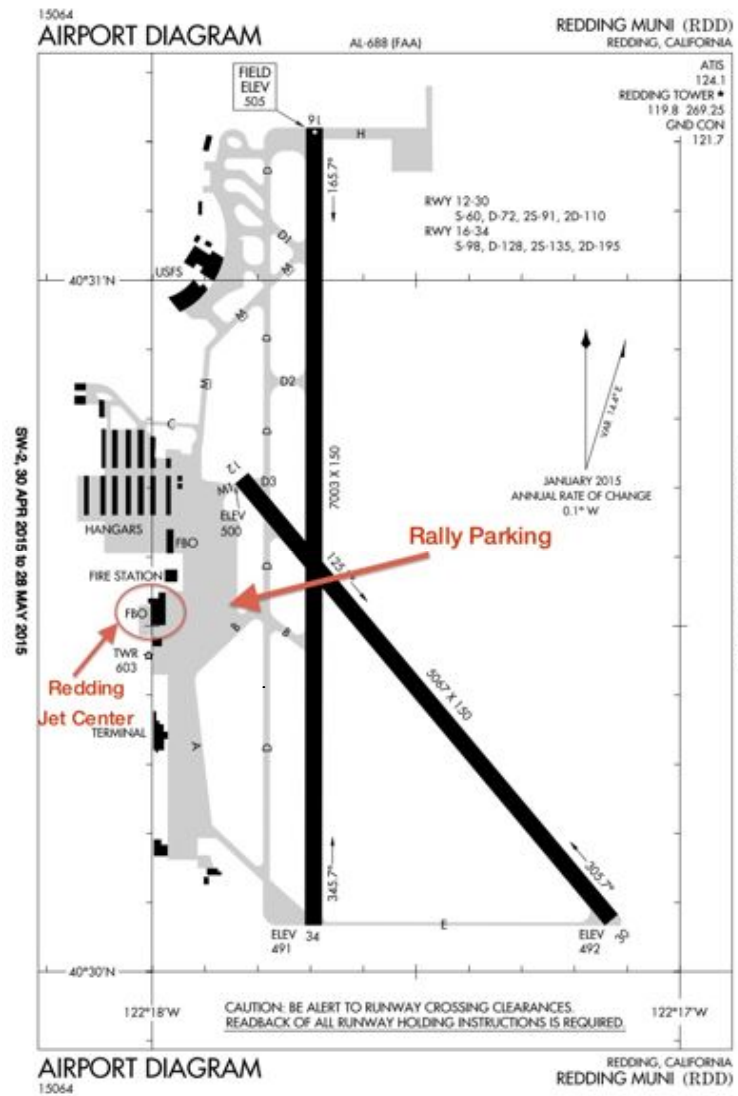 15064
AIRPORT DIAGRAM
AL-688 (FAA)
REDDING MUNI (RDD)
REDDING, CALIFORNIA
ATIS
124.1
REDDING TOWER ★
119.8 269.25
GND CON
121.7
FIELD
ELEV
505
16
H
D
165.7°
RWY 12-30
S-60, D-72, 2S-91, 2D-110
RWY 16-34
S-98, D-128, 2S-135, 2D-195
D1
M
USFS
40°31'N
M
D
D2
M
VAR 14.4° E
C
D
12
M
D3
7003 X 150
JANUARY 2015
ANNUAL RATE OF CHANGE
0.1° W
ELEV
500
HANGARS
FBO
Rally Parking
D
FIRE STATION
FBO
B
B
TWR
603
5067 X 150
Redding
Jet Center
TERMINAL
A
D
345.7°
305.7°
E
ELEV
491
34
ELEV
492
30
40°30'N
122°18'W
122°17'W
CAUTION: BE ALERT TO RUNWAY CROSSING CLEARANCES.
READBACK OF ALL RUNWAY HOLDING INSTRUCTIONS IS REQUIRED.
SW-2, 30 APR 2015 to 28 MAY 2015
AIRPORT DIAGRAM
15064
REDDING, CALIFORNIA
REDDING MUNI (RDD)